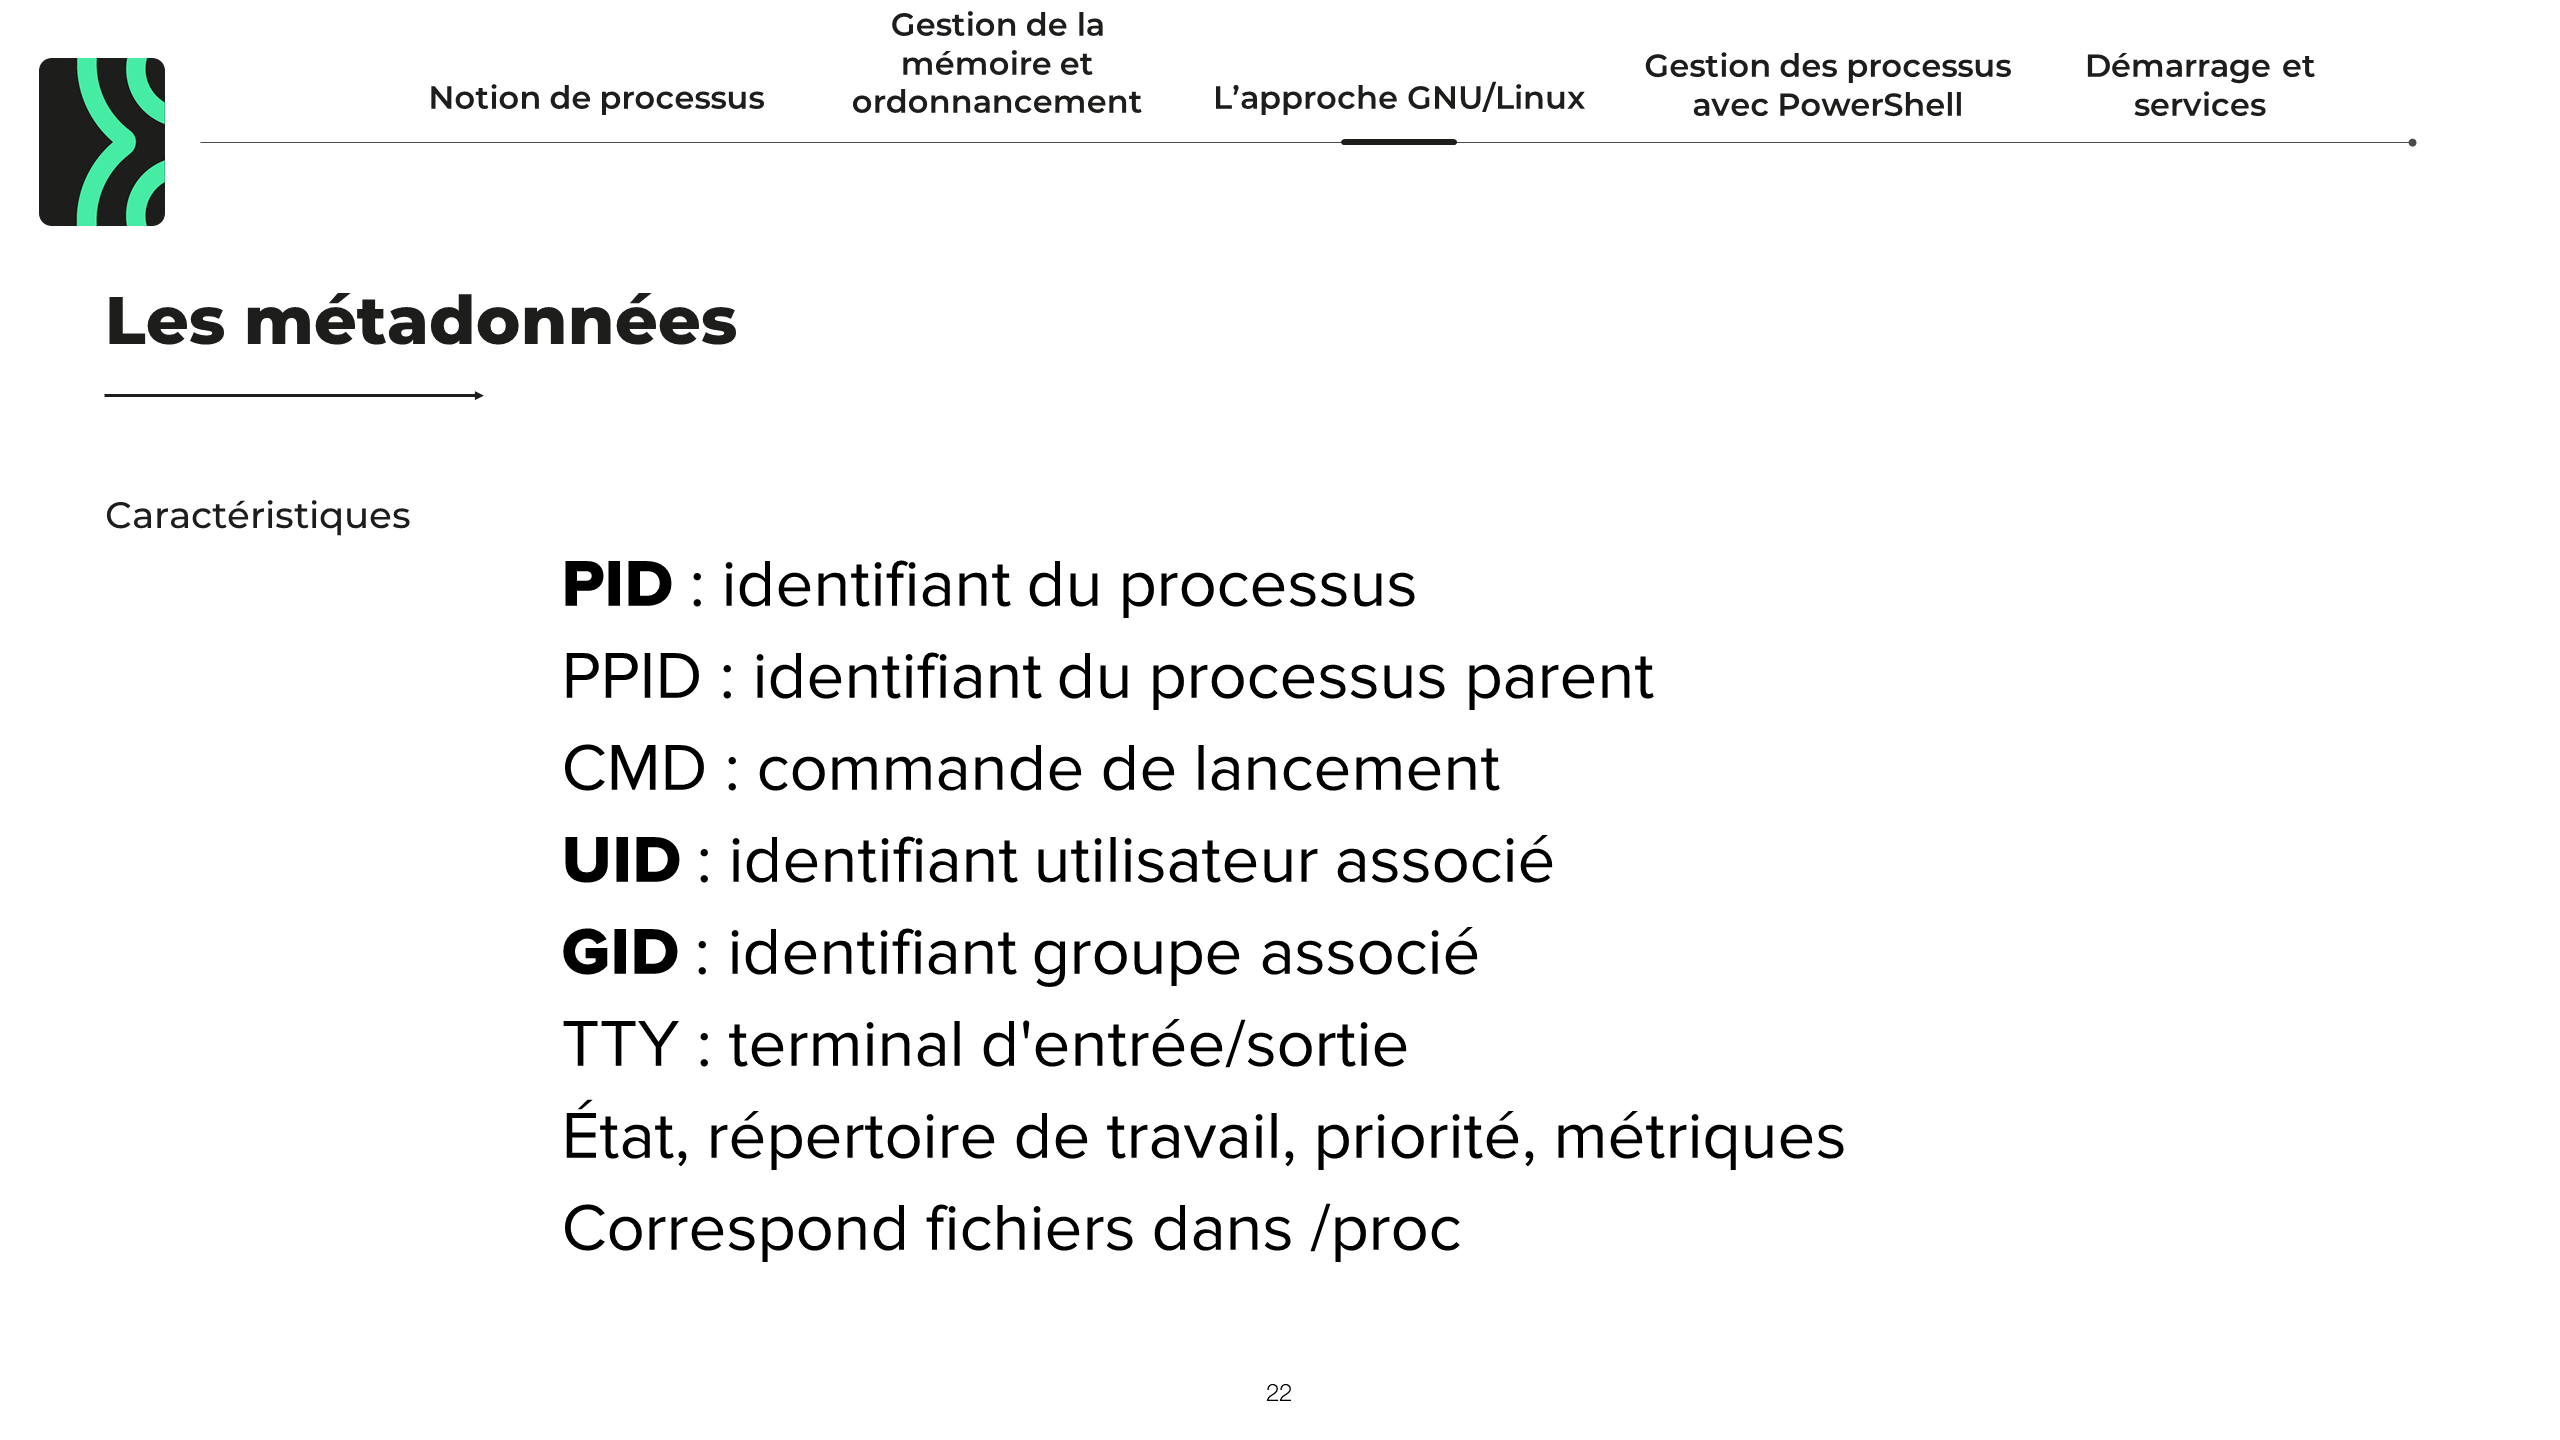 Notion de processus
Gestion de la
mémoire et
ordonnancement
L’approche GNU/Linux
Gestion des processus
avec PowerShell
Démarrage et
services
Les métadonnées
Caractéristiques
PID : identifiant du processus
PPID : identifiant du processus parent
CMD : commande de lancement
UID : identifiant utilisateur associé
GID : identifiant groupe associé
TTY : terminal d'entrée/sortie
État, répertoire de travail, priorité, métriques
Correspond fichiers dans /proc
22